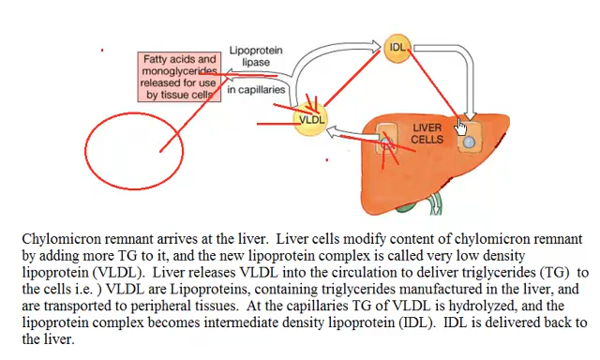 Lipoprotein
lipase
in capillaries
IDL
Fatty acids and
monoglycerides
released for use
by tissue cells
VLDL
LIVER
CELLS
Chylomicron remnant arrives at the liver.  Liver cells modify content of chylomicron remnant
by adding more TG to it, and the new lipoprotein complex is called very low density
lipoprotein (VLDL).  Liver releases VLDL into the circulation to deliver triglycerides (TG)  to
the cells i.e. ) VLDL are Lipoproteins, containing triglycerides manufactured in the liver, and
are transported to peripheral tissues.  At the capillaries TG of VLDL is hydrolyzed, and the
lipoprotein complex becomes intermediate density lipoprotein (IDL).  IDL is delivered back to
the liver.